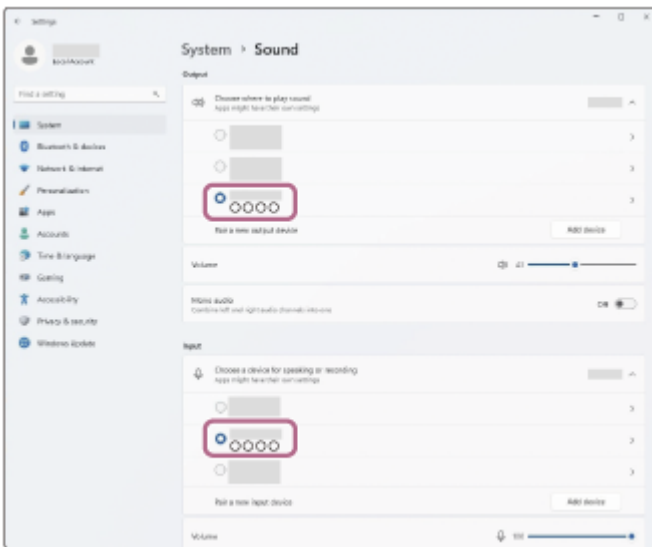 Settings
Local Account
Find a setting
System
Bluetooth & devices
Network & internet
Personalization
Apps
Accounts
Time & language
Gaming
Accessibility
Privacy & security
Windows Update
System > Sound
Output
Choose where to play sound
Apps might have their own settings
Pair a new output device
Add device
Volume
Mono audio
Combine left and right audio channels into one
Off
Input
Choose a device for speaking or recording
Apps might have their own settings
Pair a new input device
Add device
Volume
100